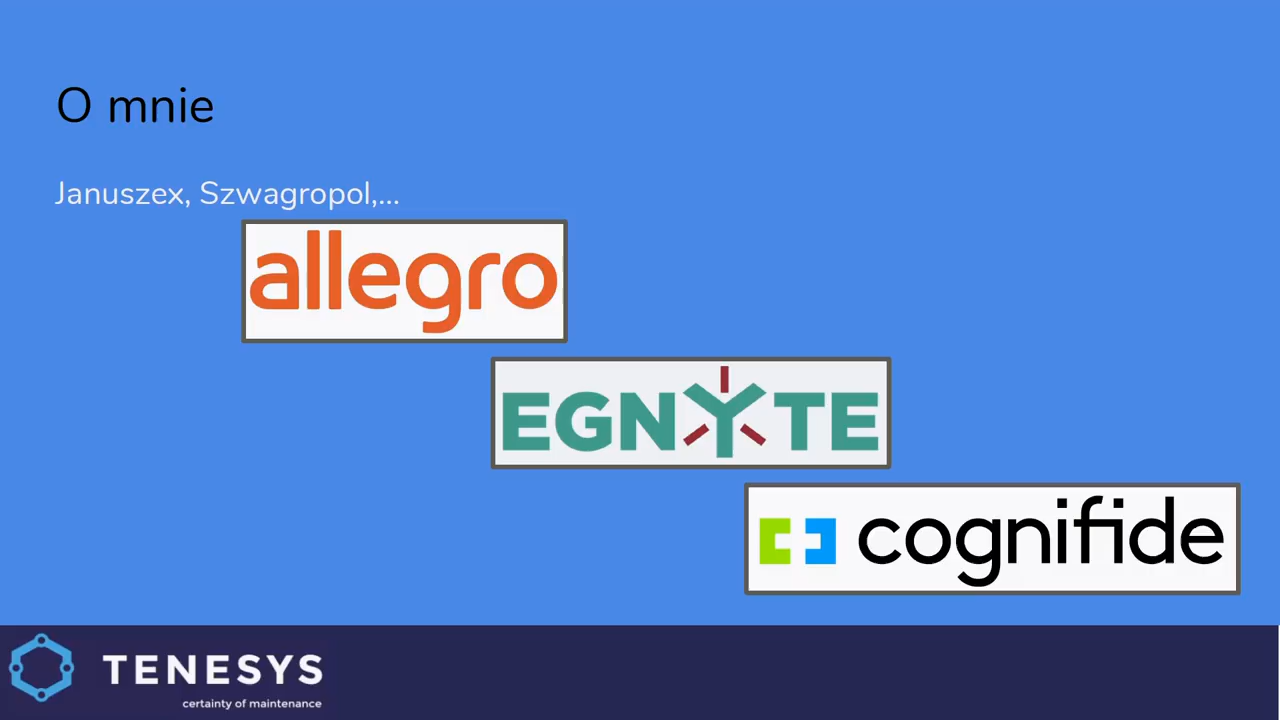 O mnie
Januszex, Szwagropol,...
allegro
EGNYTE
cognifide
TENESYS
certainty of maintenance